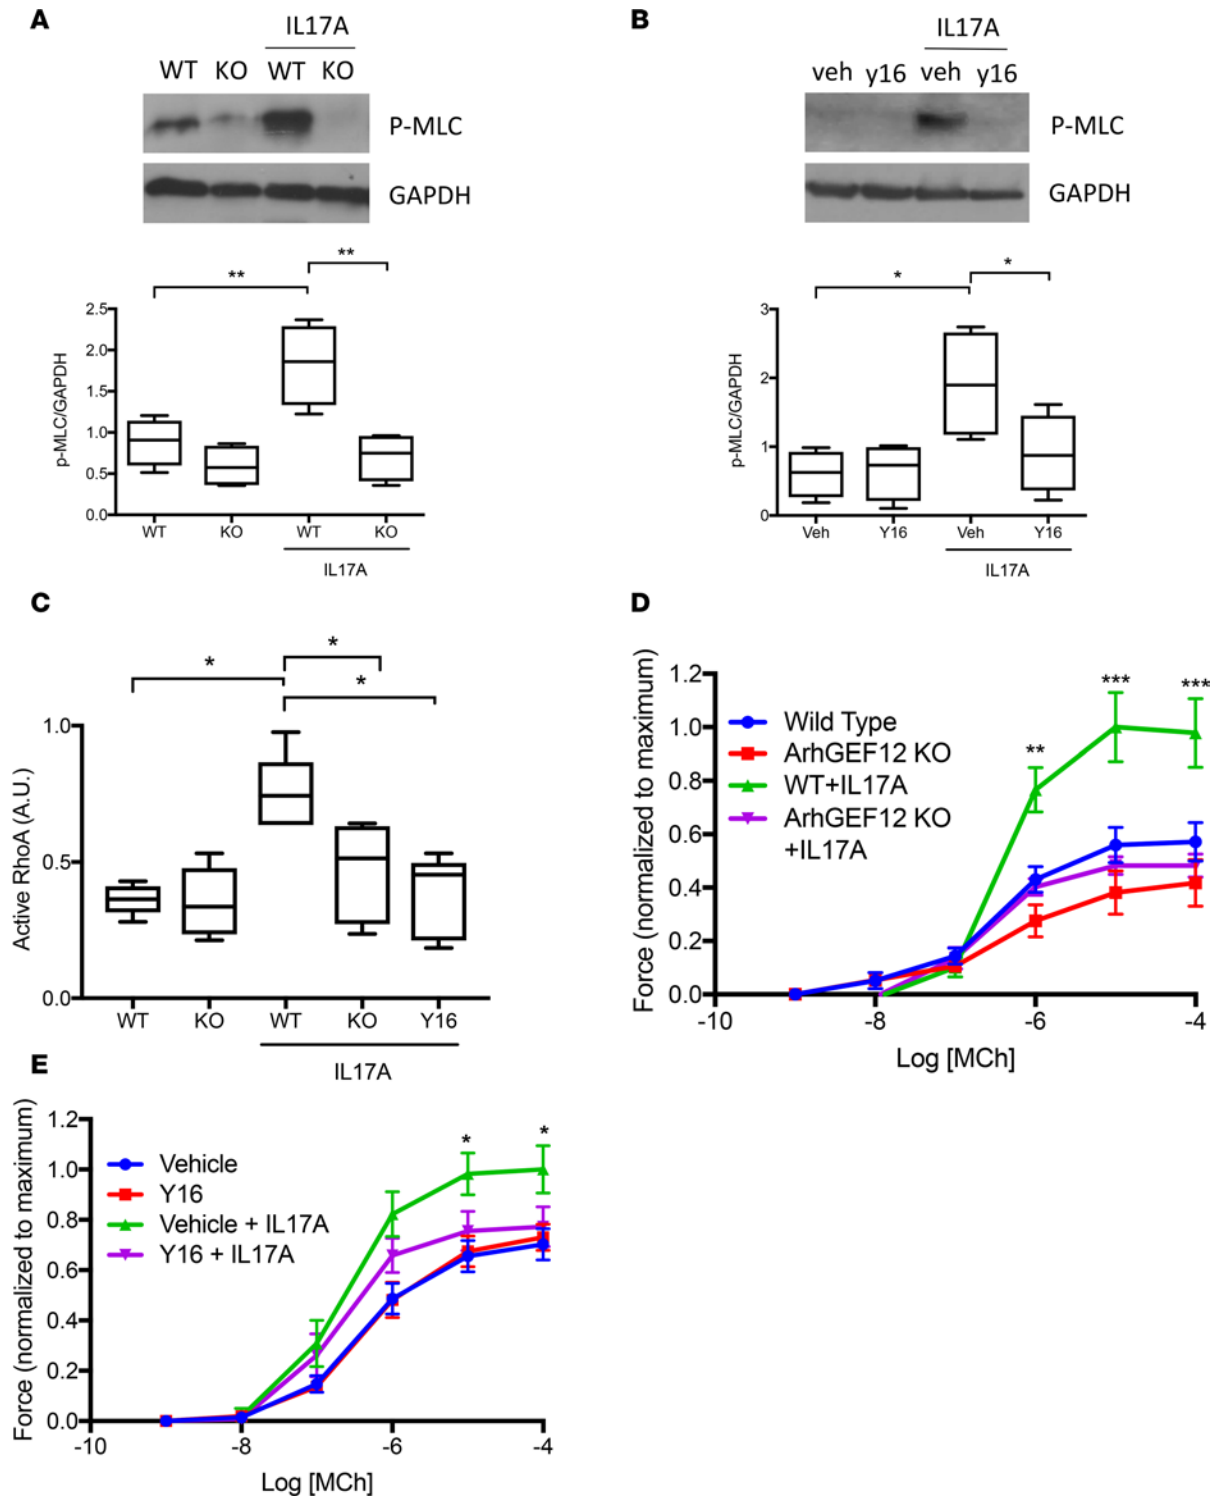 A
IL17A
WT KO WT KO
P-MLC
GAPDH
** **
p-MLC/GAPDH
2.5
2.0
1.5
1.0
0.5
0.0
WT KO WT KO
IL17A
B
IL17A
veh y16 veh y16
P-MLC
GAPDH
* *
p-MLC/GAPDH
3
2
1
0
Veh Y16 Veh Y16
IL17A
C
* * *
Active RhoA (A.U.)
1.0
0.5
0.0
WT KO WT KO Y16
IL17A
D
Force (normalized to maximum)
1.2
1.0
0.8
0.6
0.4
0.2
0.0
Wild Type
ArhGEF12 KO
WT+IL17A
ArhGEF12 KO
+IL17A
** *** ***
-10 -8 -6 -4
Log [MCh]
E
Force (normalized to maximum)
1.2
1.0
0.8
0.6
0.4
0.2
0.0
Vehicle
Y16
Vehicle + IL17A
Y16 + IL17A
* *
-10 -8 -6 -4
Log [MCh]